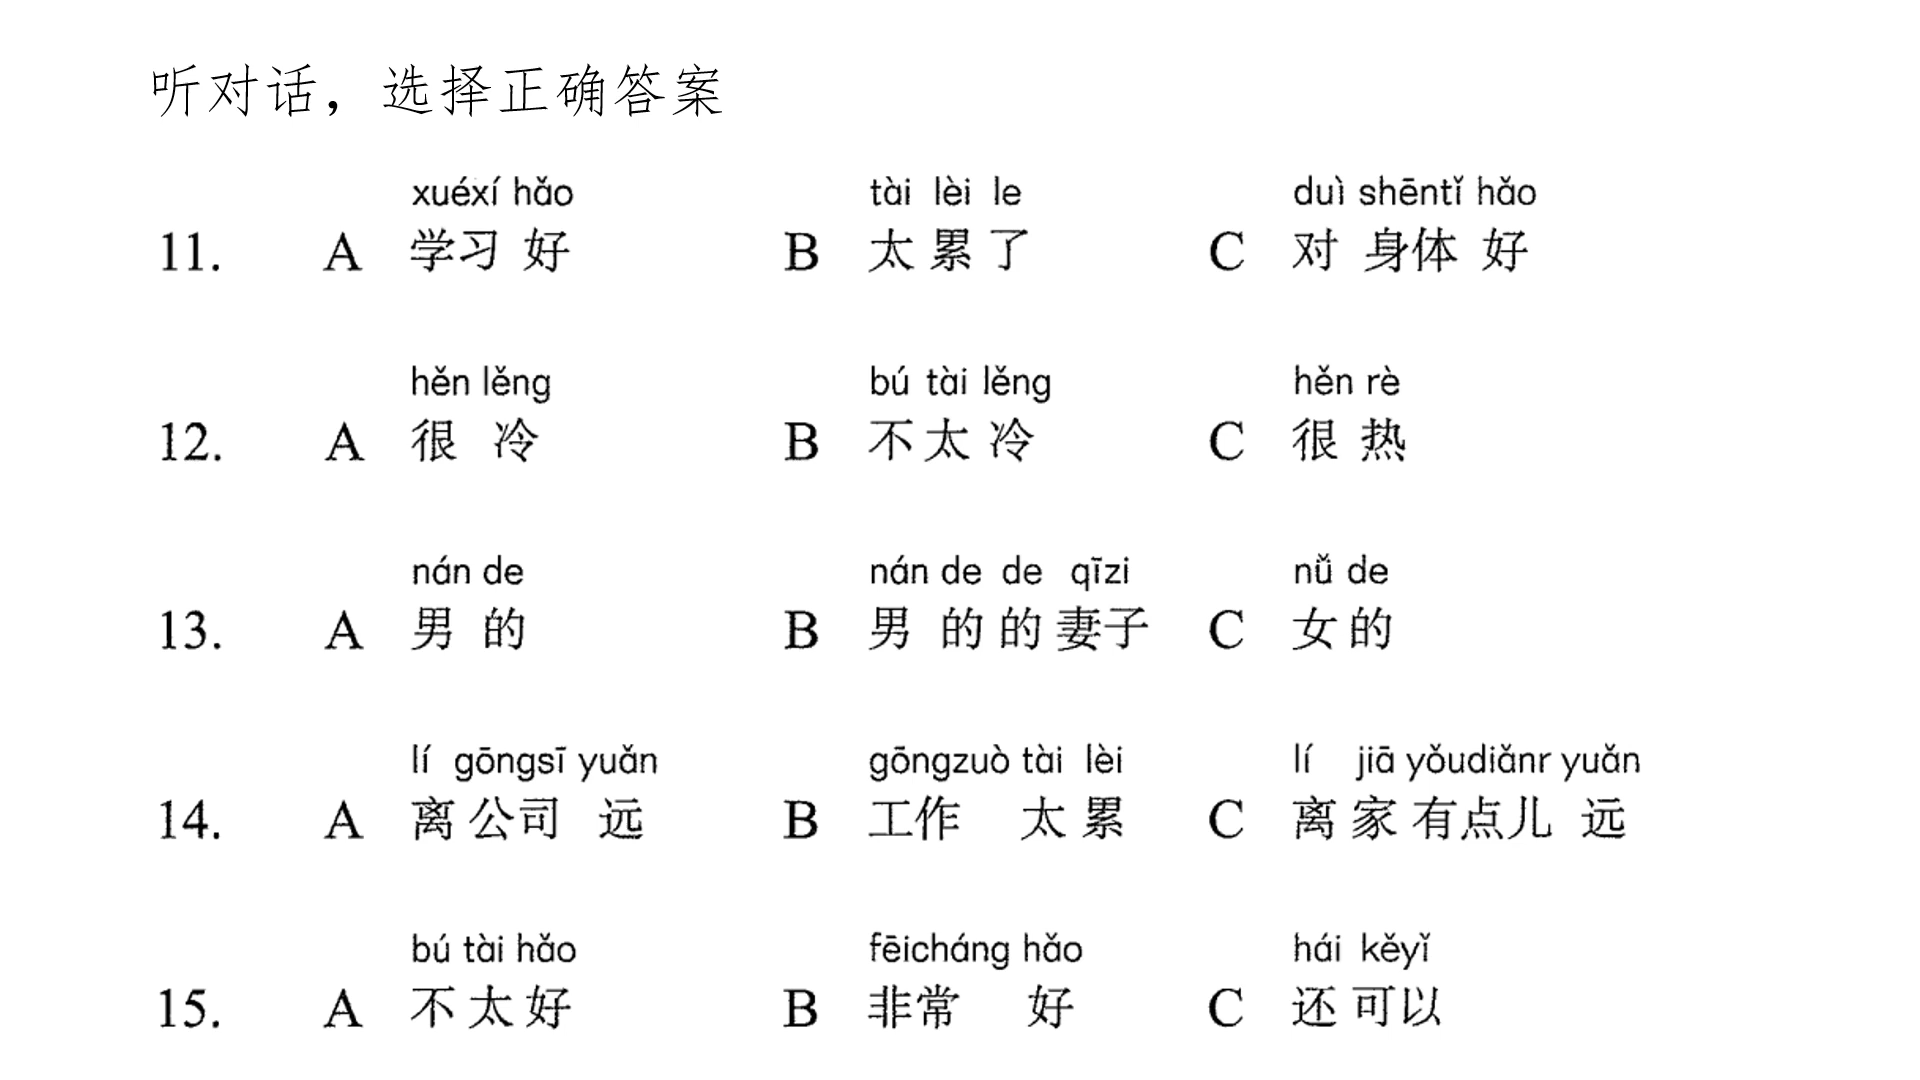 听对话，选择正确答案
xuéxí hǎo tài lèi le duì shēntǐ hǎo
11. A 学习 好 B 太 累 了 C 对 身体 好
hěn lěng bú tài lěng hěn rè
12. A 很 冷 B 不 太 冷 C 很 热
nán de nán de de qīzi nǚ de
13. A 男 的 B 男 的 的 妻子 C 女 的
lí gōngsī yuǎn gōngzuò tài lèi lí jiā yǒudiǎnr yuǎn
14. A 离 公司 远 B 工作 太 累 C 离 家 有点儿 远
bú tài hǎo fēicháng hǎo hái kěyǐ
15. A 不 太 好 B 非常 好 C 还 可以